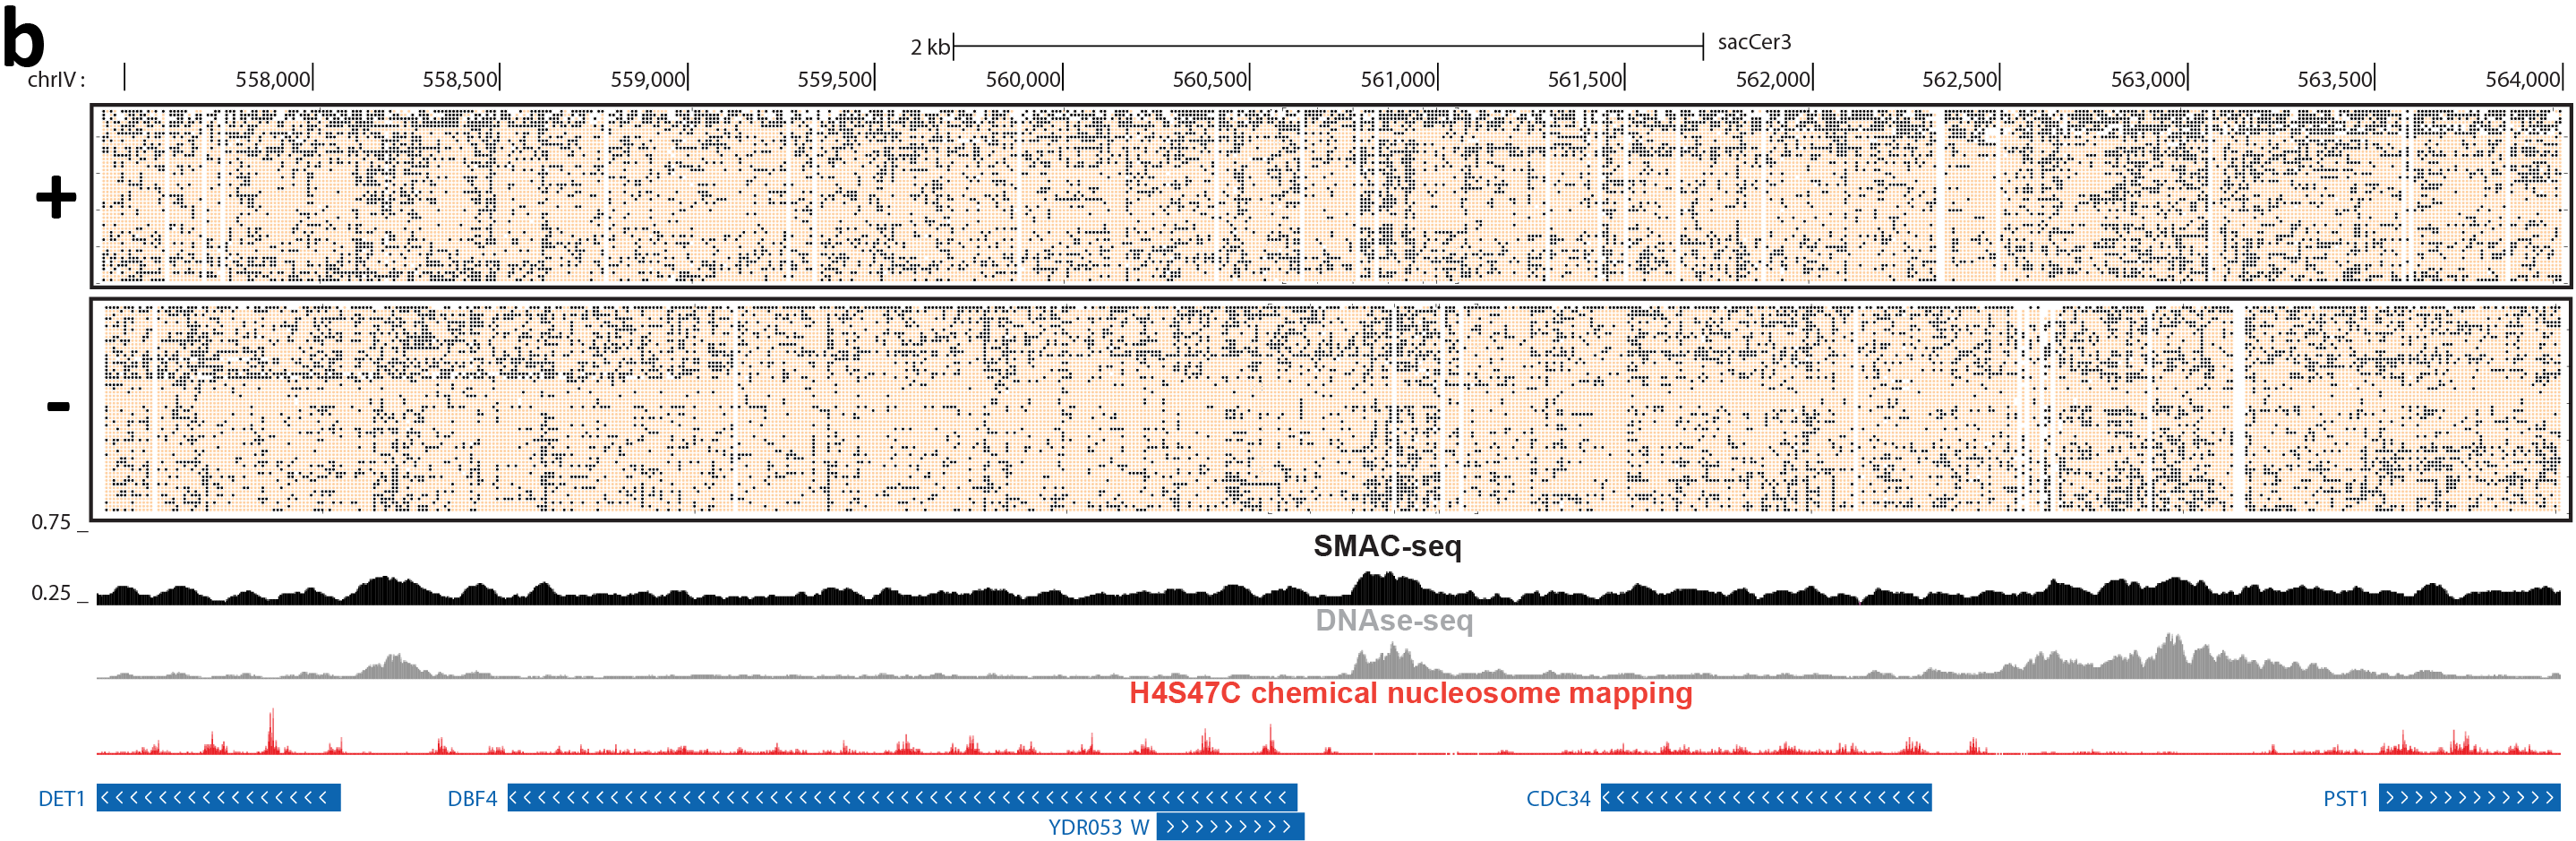 b
2 kb sacCer3
chrIV : 558,000 558,500 559,000 559,500 560,000 560,500 561,000 561,500 562,000 562,500 563,000 563,500 564,000
+
-
0.75
SMAC-seq
0.25
DNAse-seq
H4S47C chemical nucleosome mapping
DET1 DBF4 CDC34 PST1
YDR053 W